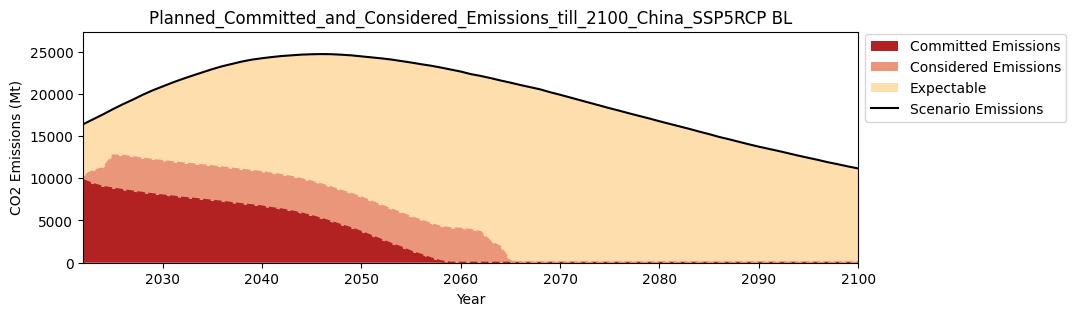 Planned_Committed_and_Considered_Emissions_till_2100_China_SSP5RCP BL
CO2 Emissions (Mt)
25000
20000
15000
10000
5000
0
2030 2040 2050 2060 2070 2080 2090 2100
Year
Committed Emissions
Considered Emissions
Expectable
Scenario Emissions